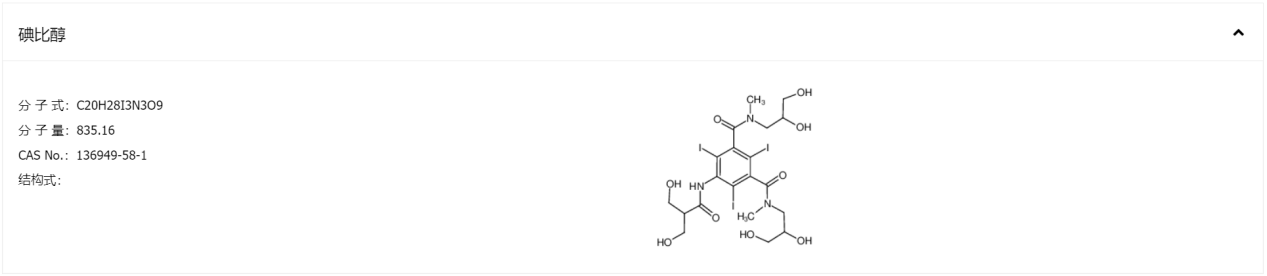 碘比醇
分 子 式：C20H28I3N3O9
分 子 量：835.16
CAS No.：136949-58-1
结构式：
CH₃
OH
O
N
OH
I
I
O
OH
HN
I
N
O
H₃C
HO
HO
OH